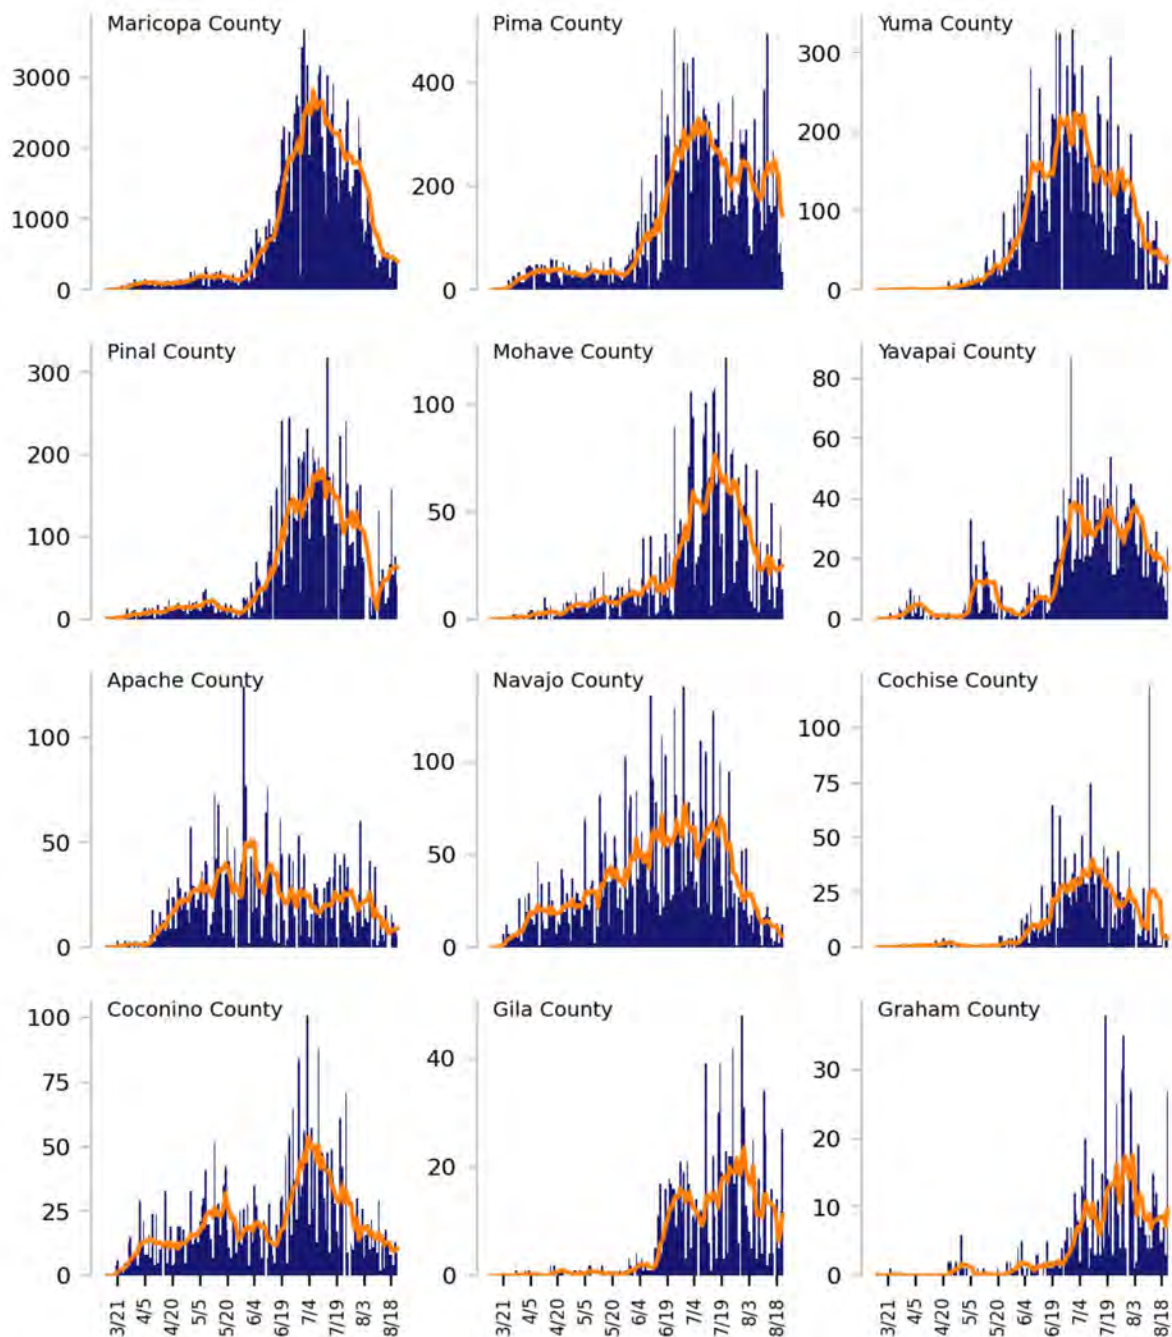 Maricopa County Pima County Yuma County
3000 400 300
2000 200 200
1000 100
0 0 0
Pinal County Mohave County Yavapai County
300 100 80
200 50 60
100 40
20
0 0 0
Apache County Navajo County Cochise County
100 100 100
50 50 75
50
25
0 0 0
Coconino County Gila County Graham County
100 40 30
75 20 20
50 10
25
0 0 0
3/21 4/5 4/20 5/5 5/20 6/4 6/19 7/4 7/19 8/3 8/18 3/21 4/5 4/20 5/5 5/20 6/4 6/19 7/4 7/19 8/3 8/18 3/21 4/5 4/20 5/5 5/20 6/4 6/19 7/4 7/19 8/3 8/18